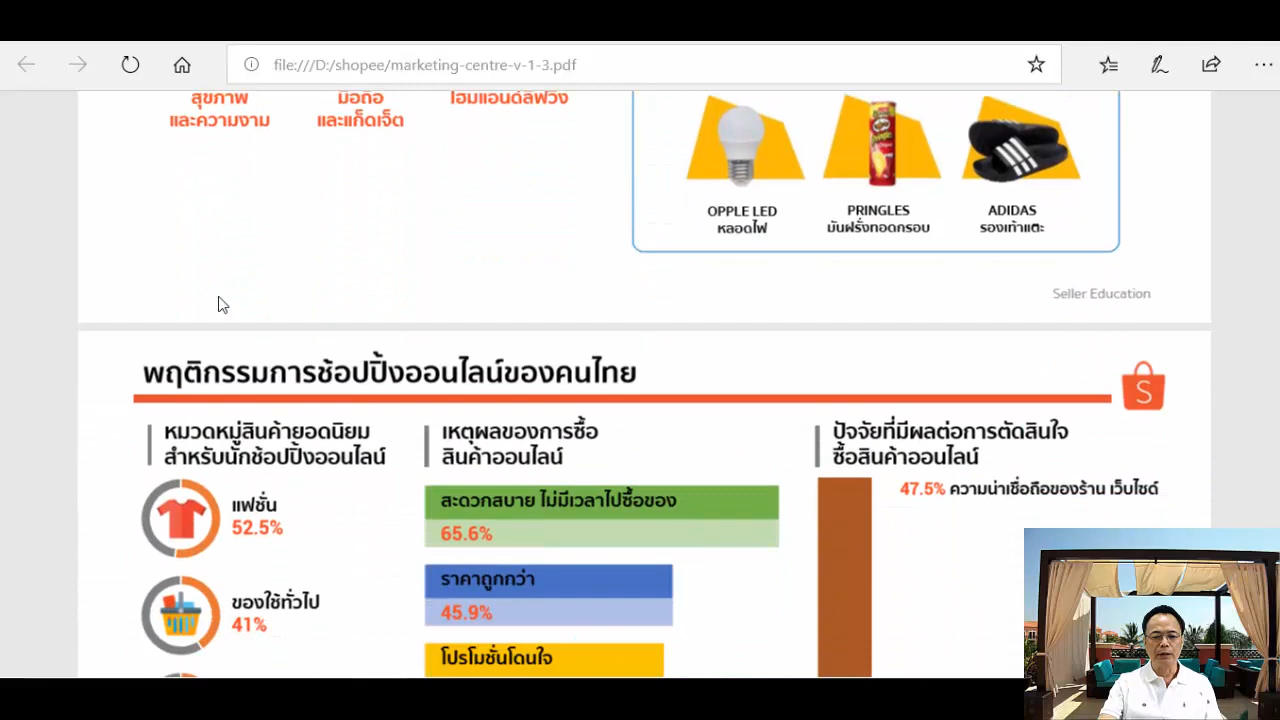 file:///D:/shopee/marketing-centre-v-1-3.pdf
สุขภาพ
และความงาม
มือถือ
และแก็ดเจ็ต
โฮมแอนด์ลิฟวิ่ง
OPPLE LED
หลอดไฟ
PRINGLES
มันฝรั่งทอดกรอบ
ADIDAS
รองเท้าแตะ
Seller Education
พฤติกรรมการช้อปปิ้งออนไลน์ของคนไทย
S
หมวดหมู่สินค้ายอดนิยม
สำหรับนักช้อปปิ้งออนไลน์
แฟชั่น
52.5%
ของใช้ทั่วไป
41%
เหตุผลของการซื้อ
สินค้าออนไลน์
สะดวกสบาย ไม่มีเวลาไปซื้อของ
65.6%
ราคาถูกกว่า
45.9%
โปรโมชั่นโดนใจ
ปัจจัยที่มีผลต่อการตัดสินใจ
ซื้อสินค้าออนไลน์
47.5% ความน่าเชื่อถือของร้าน เว็บไซด์